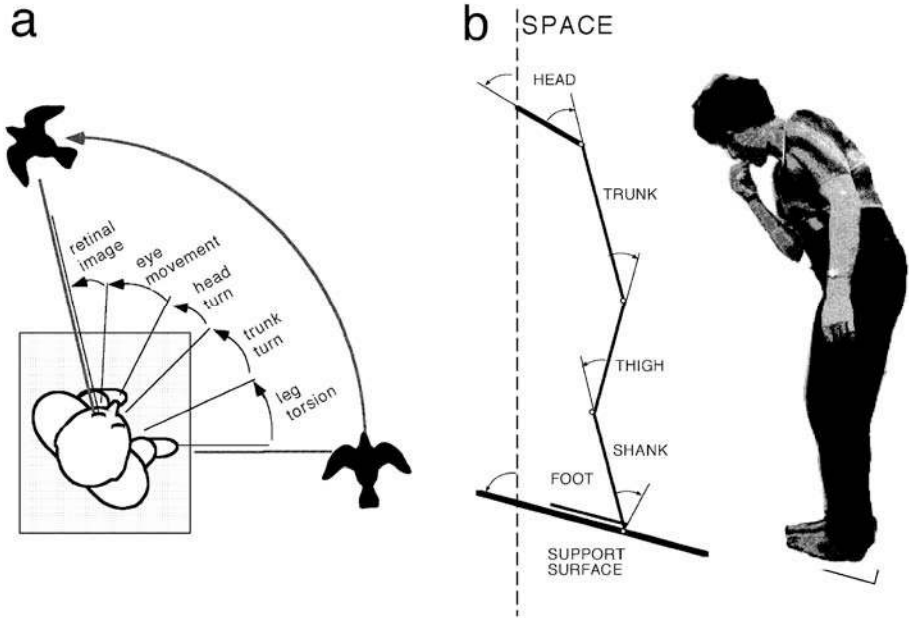 a
retinal
image
eye
movement
head
turn
trunk
turn
leg
torsion
b
SPACE
HEAD
TRUNK
THIGH
SHANK
FOOT
SUPPORT
SURFACE